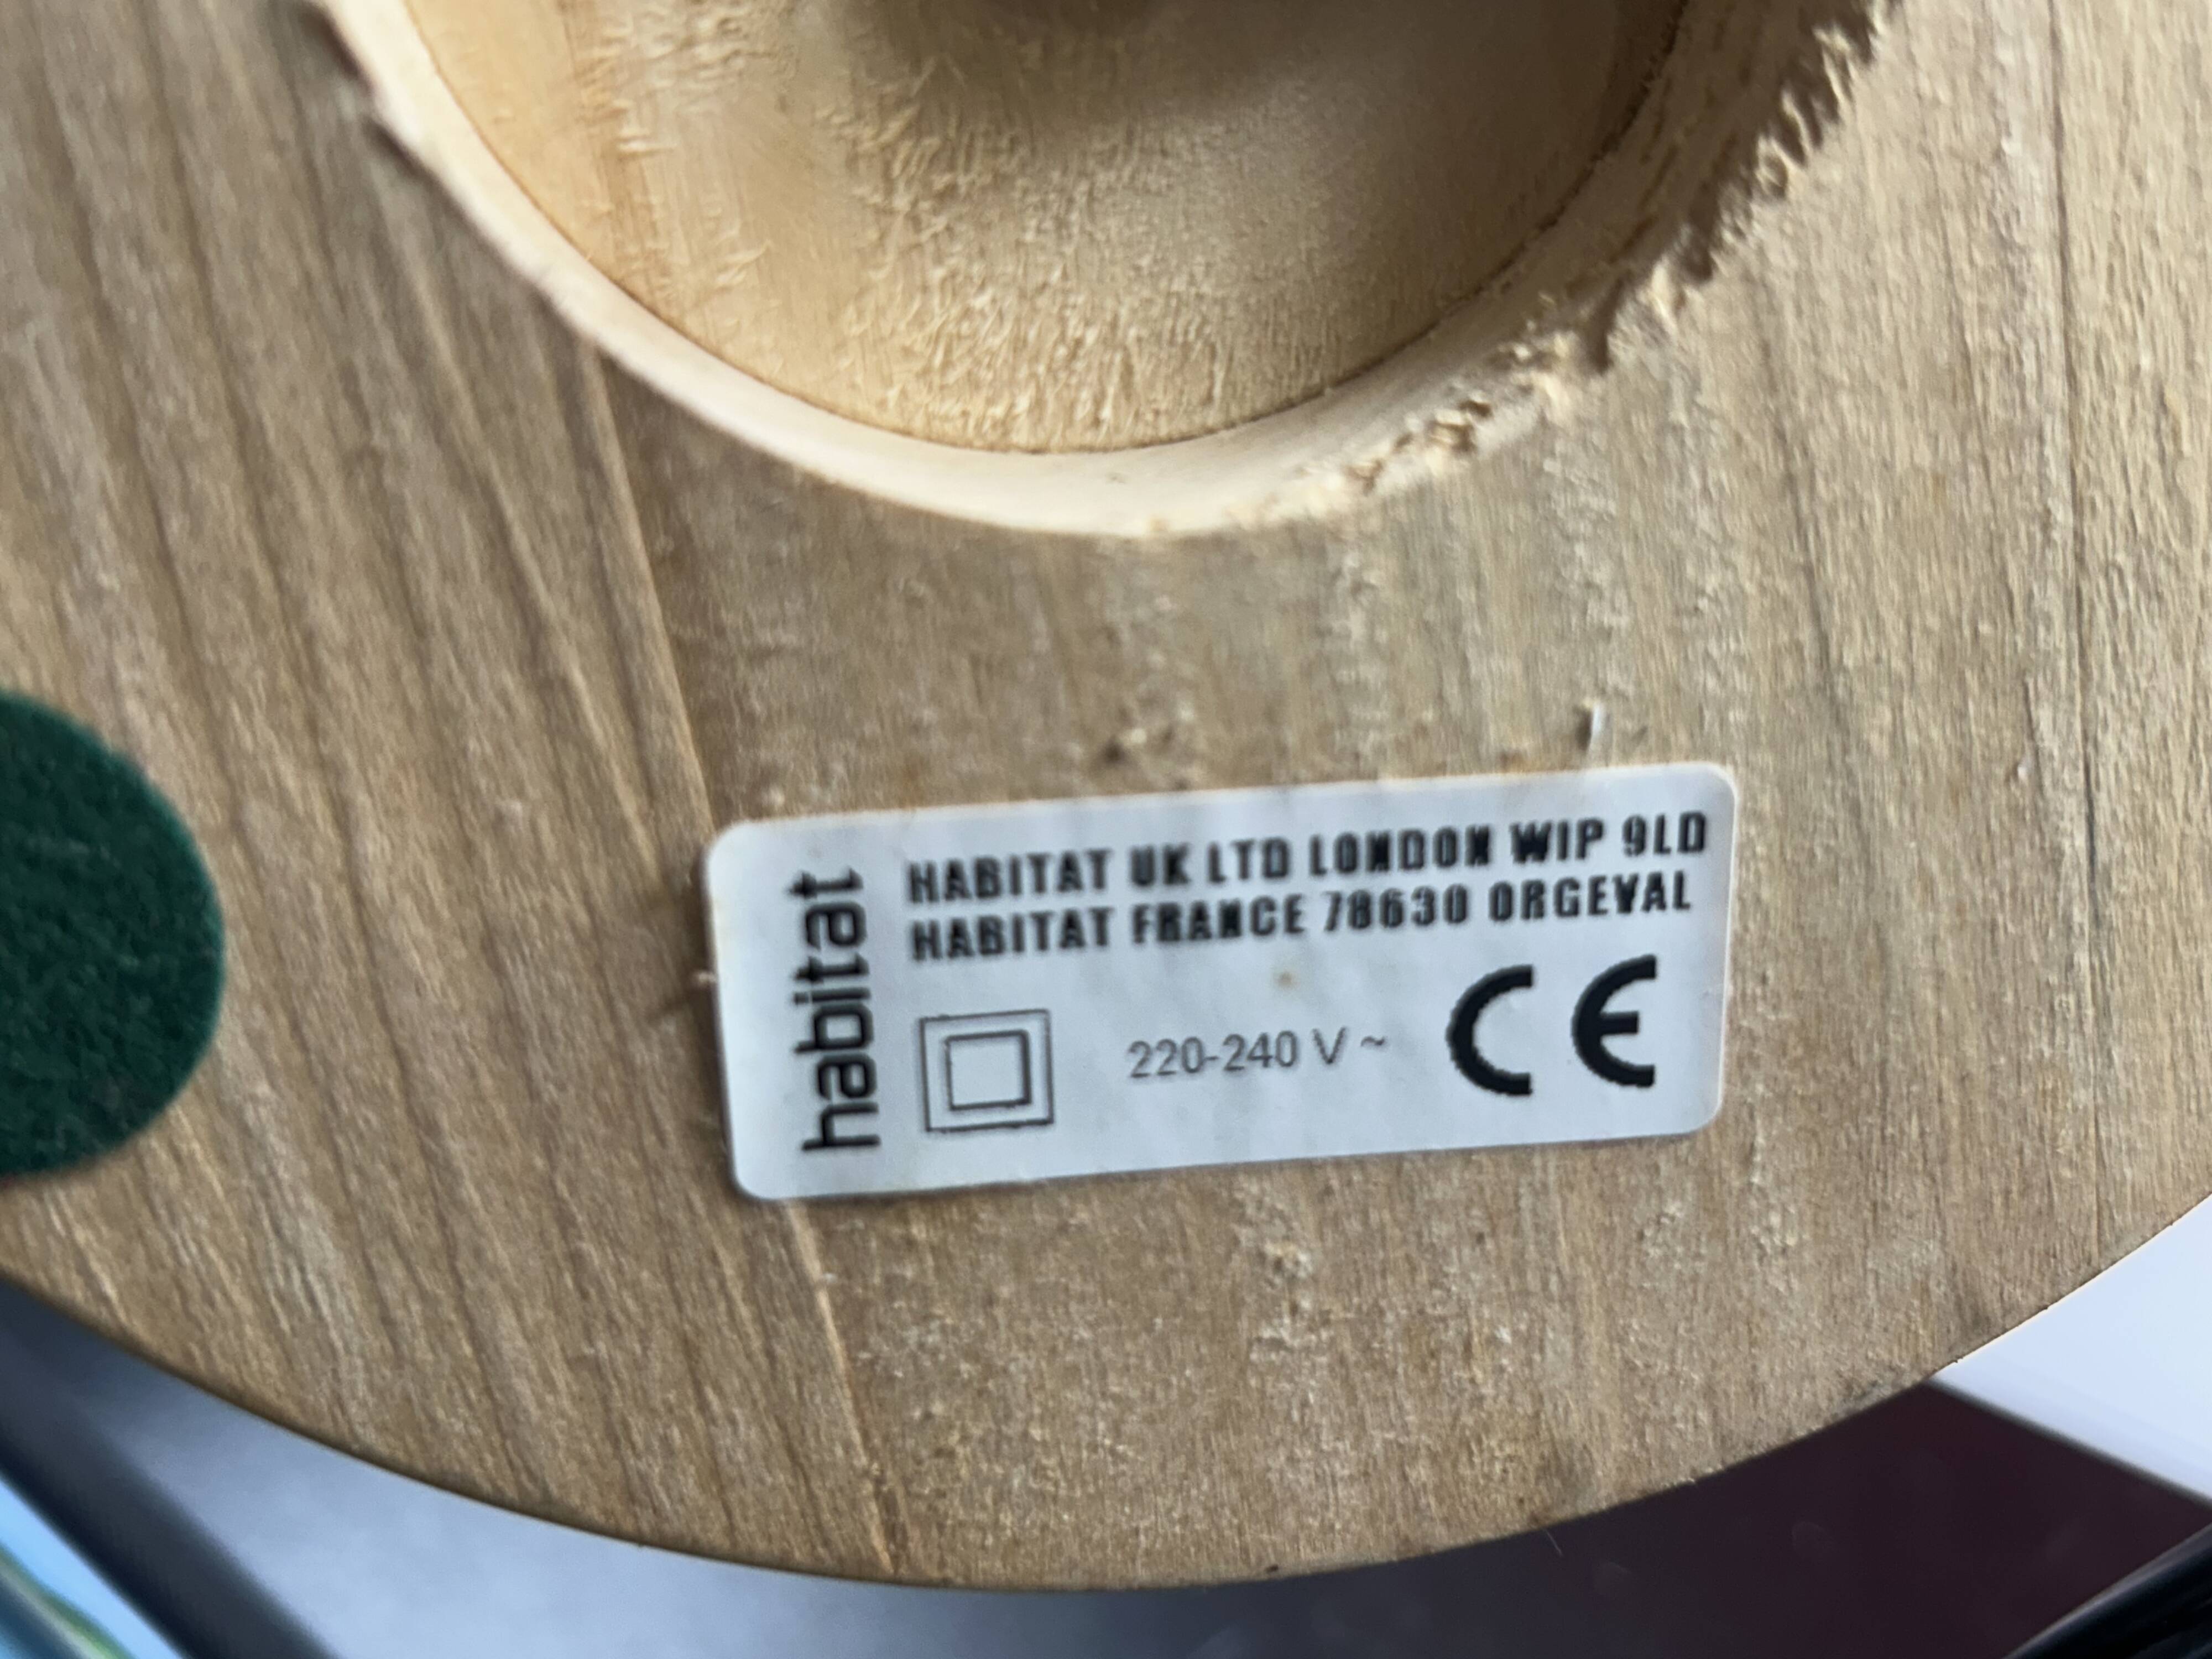 habitat
HABITAT UK LTD LONDON WIP 9LD
HABITAT FRANCE 78630 ORGEVAL
220-240 V ~
CE